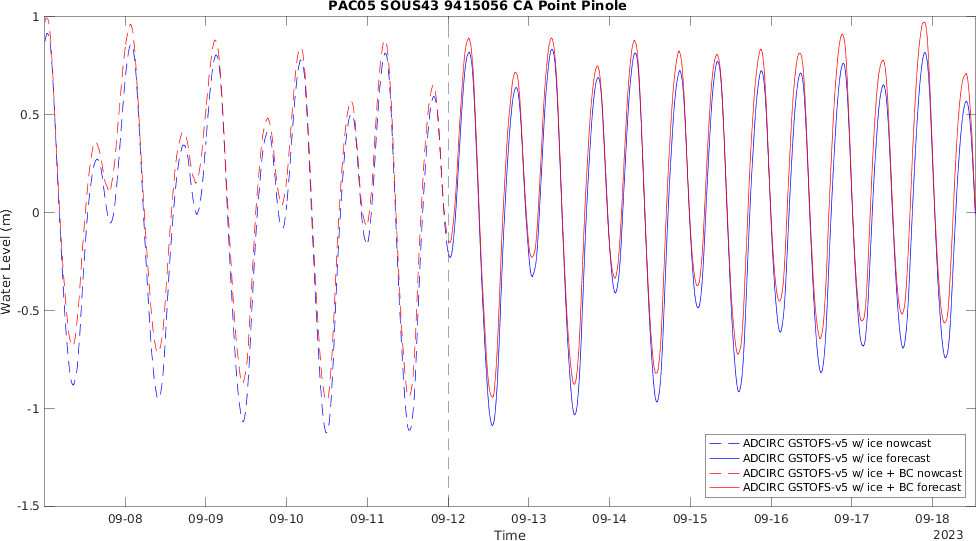 PAC05 SOUS43 9415056 CA Point Pinole
1
0.5
0
-0.5
-1
-1.5
Water Level (m)
09-08 09-09 09-10 09-11 09-12 09-13 09-14 09-15 09-16 09-17 09-18
Time
2023
ADCIRC GSTOFS-v5 w/ ice nowcast
ADCIRC GSTOFS-v5 w/ ice forecast
ADCIRC GSTOFS-v5 w/ ice + BC nowcast
ADCIRC GSTOFS-v5 w/ ice + BC forecast